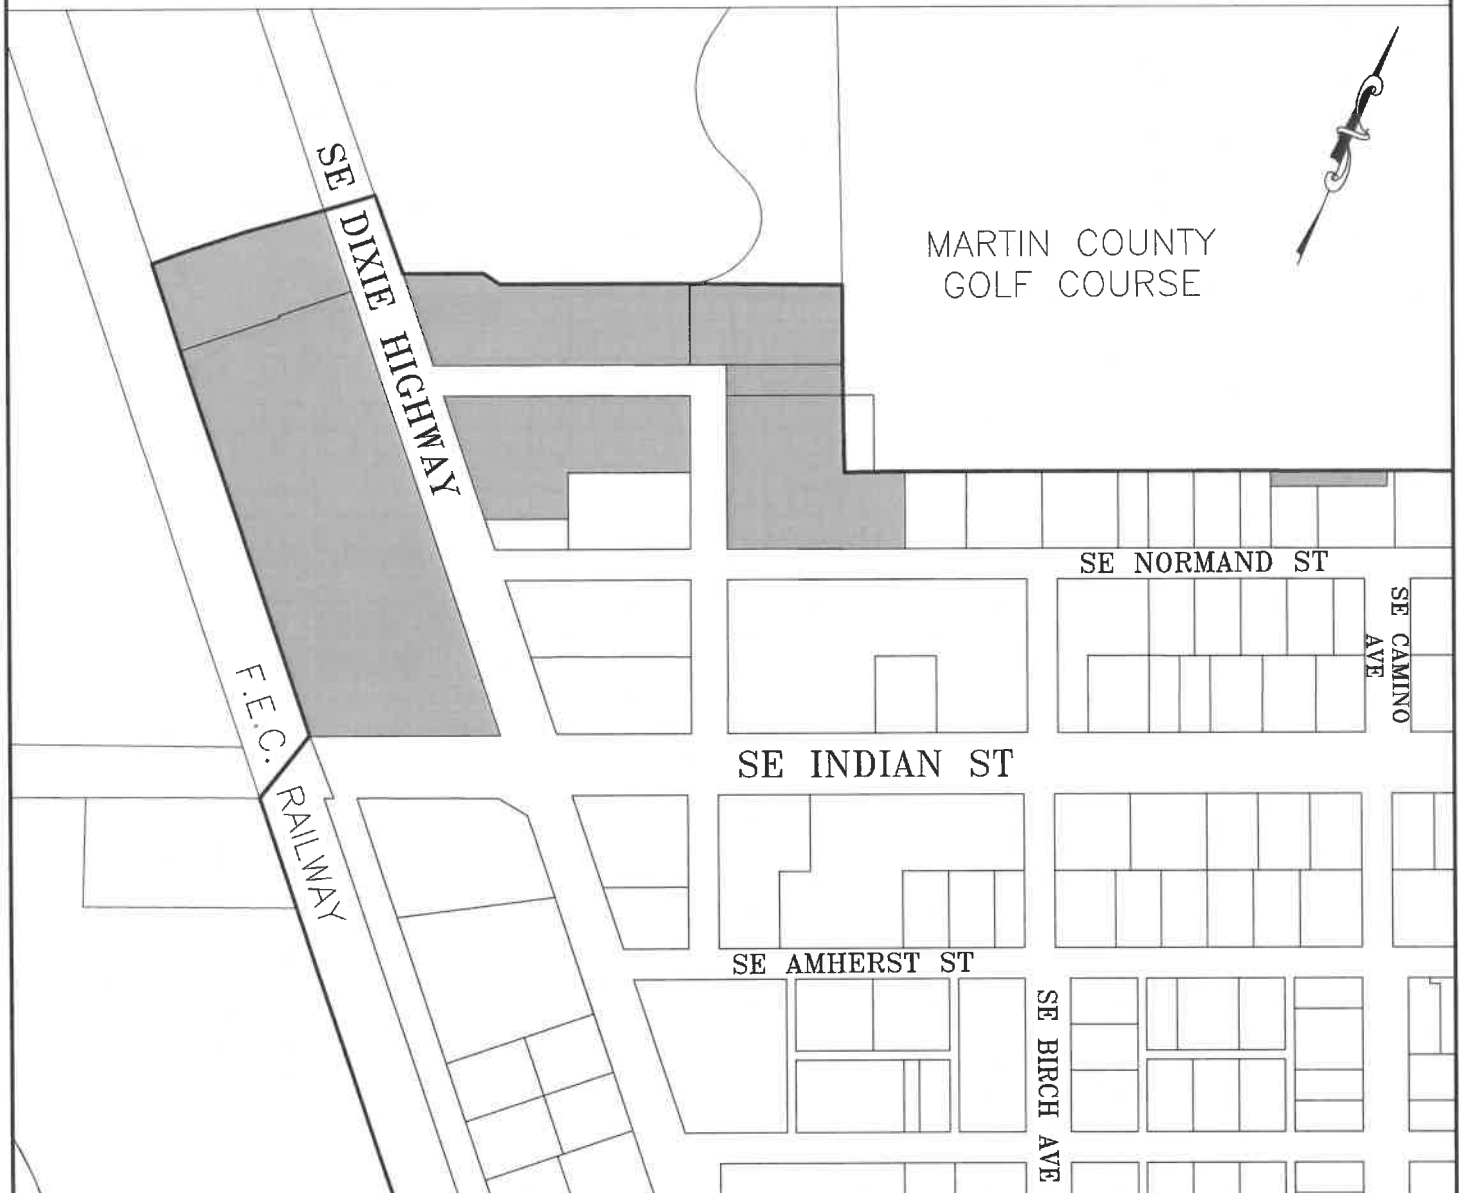 SE DIXIE HIGHWAY
MARTIN COUNTY
GOLF COURSE
SE NORMAND ST
SE CAMINO
AVE
F.E.C. RAILWAY
SE INDIAN ST
SE AMHERST ST
SE BIRCH AVE